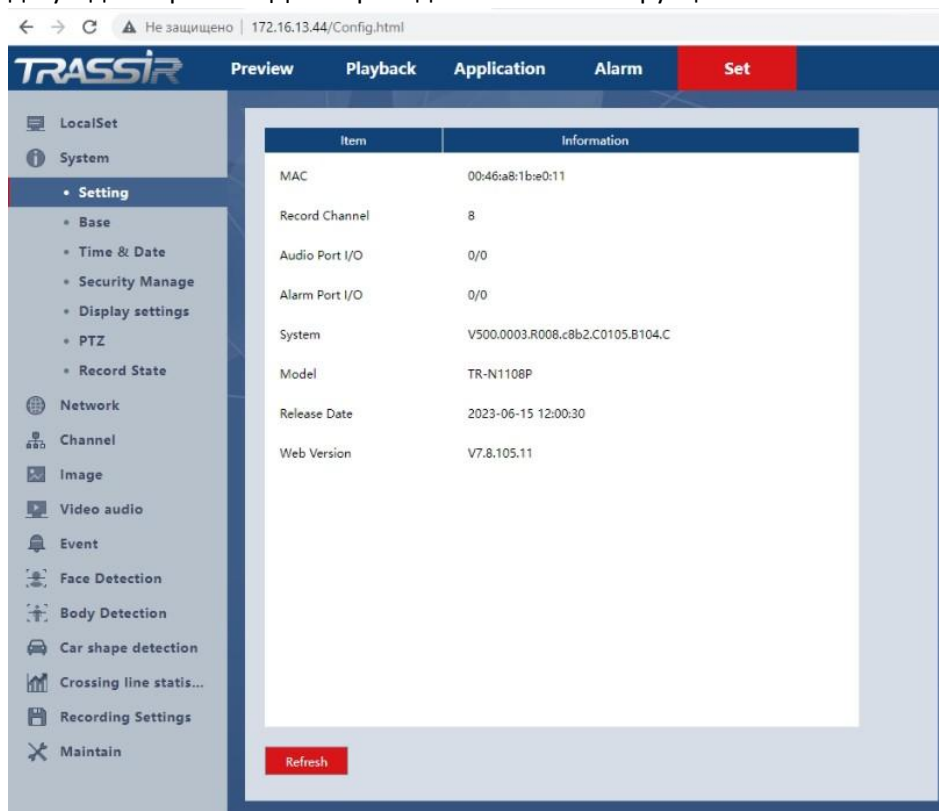 Не защищено | 172.16.13.44/Config.html
TRASSIR Preview Playback Application Alarm Set
LocalSet
System
• Setting
• Base
• Time & Date
• Security Manage
• Display settings
• PTZ
• Record State
Network
Channel
Image
Video audio
Event
Face Detection
Body Detection
Car shape detection
Crossing line statis...
Recording Settings
Maintain
Item Information
MAC 00:46:a8:1b:e0:11
Record Channel 8
Audio Port I/O 0/0
Alarm Port I/O 0/0
System V500.0003.R008.c8b2.C0105.B104.C
Model TR-N1108P
Release Date 2023-06-15 12:00:30
Web Version V7.8.105.11
Refresh